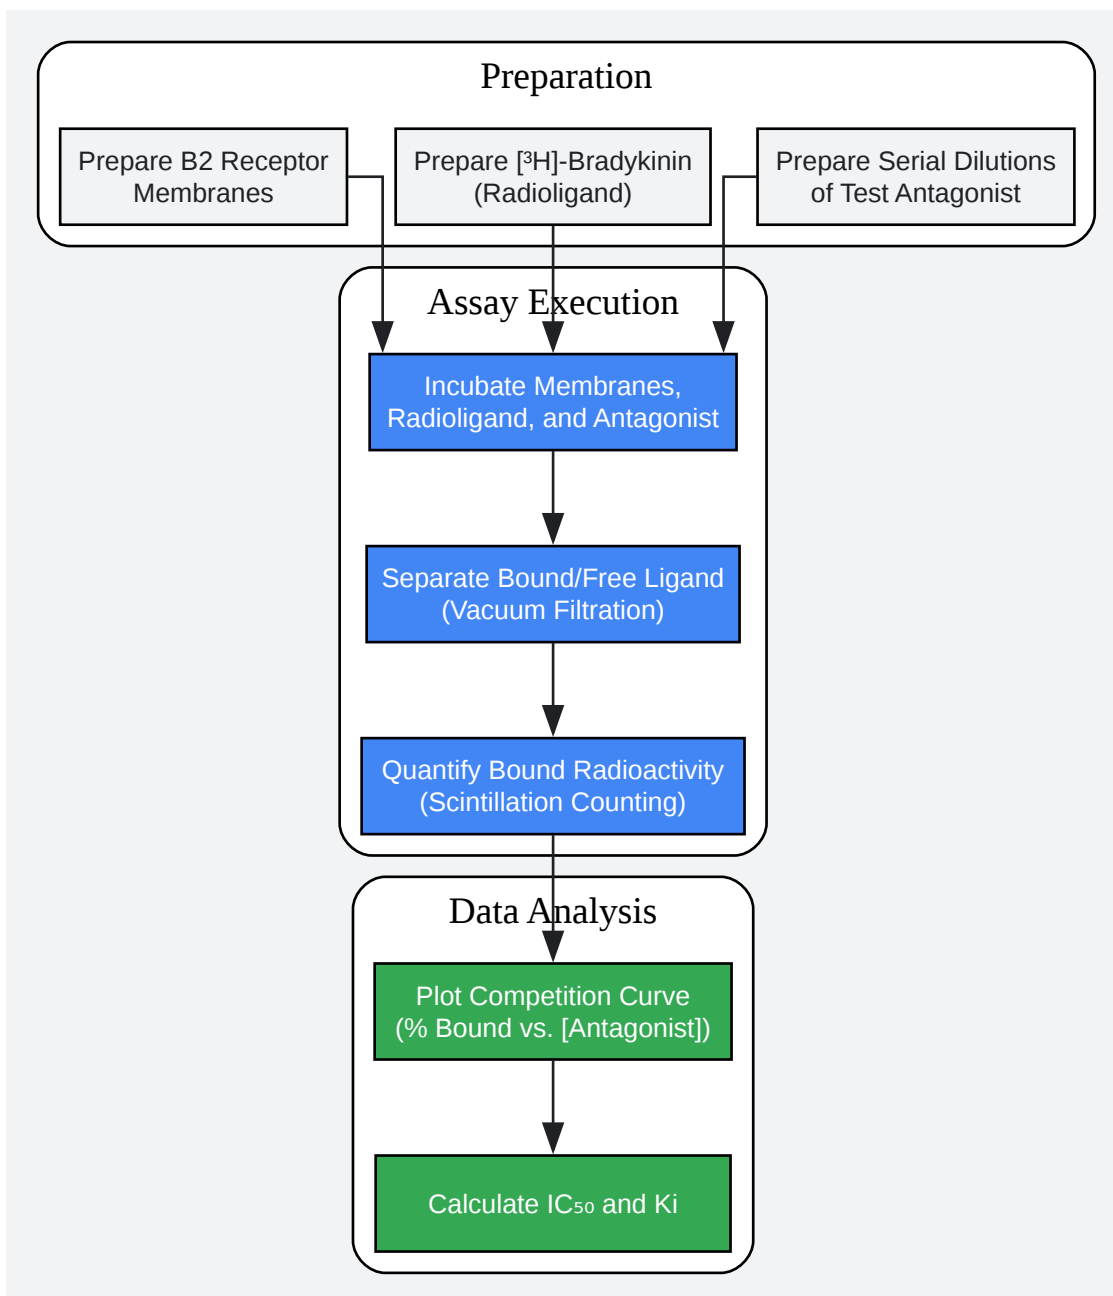 Preparation
Prepare B2 Receptor
Membranes
Prepare [³H]-Bradykinin
(Radioligand)
Prepare Serial Dilutions
of Test Antagonist
Assay Execution
Incubate Membranes,
Radioligand, and Antagonist
Separate Bound/Free Ligand
(Vacuum Filtration)
Quantify Bound Radioactivity
(Scintillation Counting)
Data Analysis
Plot Competition Curve
(% Bound vs. [Antagonist])
Calculate IC₅₀ and Ki